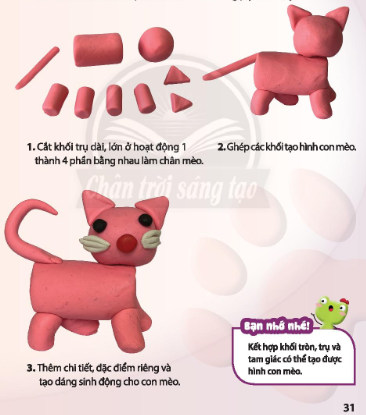 1. Cắt khối trụ dài, lớn ở hoạt động 1
thành 4 phần bằng nhau làm chân mèo.
2. Ghép các khối tạo hình con mèo.
Chân trời sáng tạo
3. Thêm chi tiết, đặc điểm riêng và
tạo dáng sinh động cho con mèo.
Bạn nhớ nhé!
Kết hợp khối tròn, trụ và
tam giác có thể tạo được
hình con mèo.
31